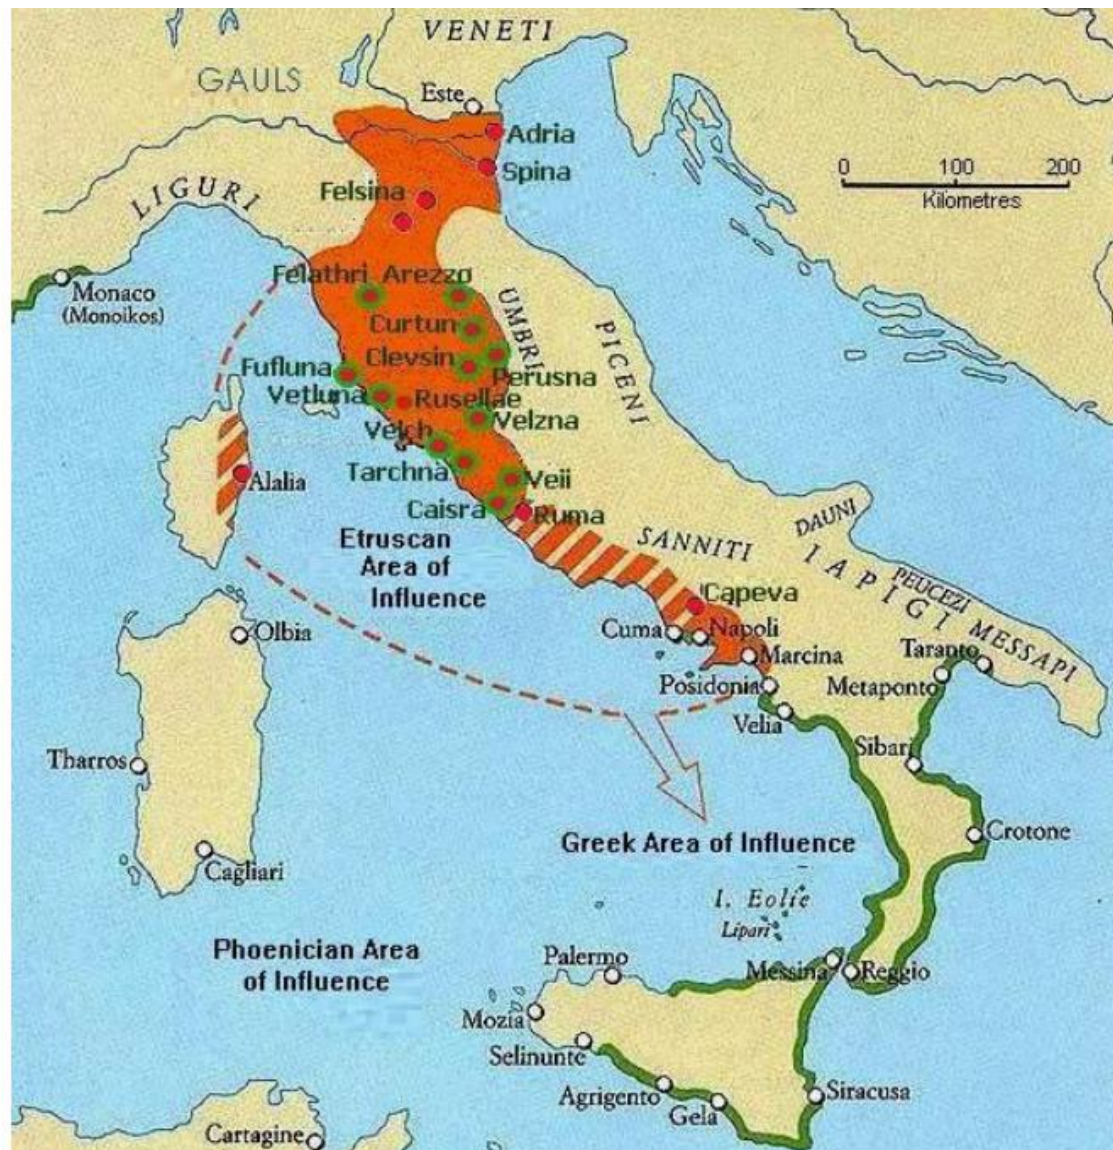 VENETI
GAULS
Este
Adria
Spina
0 100 200
Kilometres
Felsina
LIGURI
Felathri Arezzo
Monaco
(Monoikos)
UMBRI
PICENI
Curtun
Clevsin
Perusna
Fufluna
Vetluna
Rusellae
Velzna
Velch
Tarchna
Veii
Alalia
Caisra
Ruma
Etruscan
Area of
Influence
SANNITI
DAUNI
IAPIGI
PEUCEZI
MESSAPI
Capeva
Olbia
Cuma
Napoli
Marcina
Taranto
Posidonia
Metaponto
Velia
Sibari
Tharros
Crotone
Greek Area of Influence
Cagliari
I. Eolie
Lipari
Phoenician Area
of Influence
Palermo
Messina
Reggio
Mozia
Selinunte
Agrigento
Gela
Siracusa
Cartagine